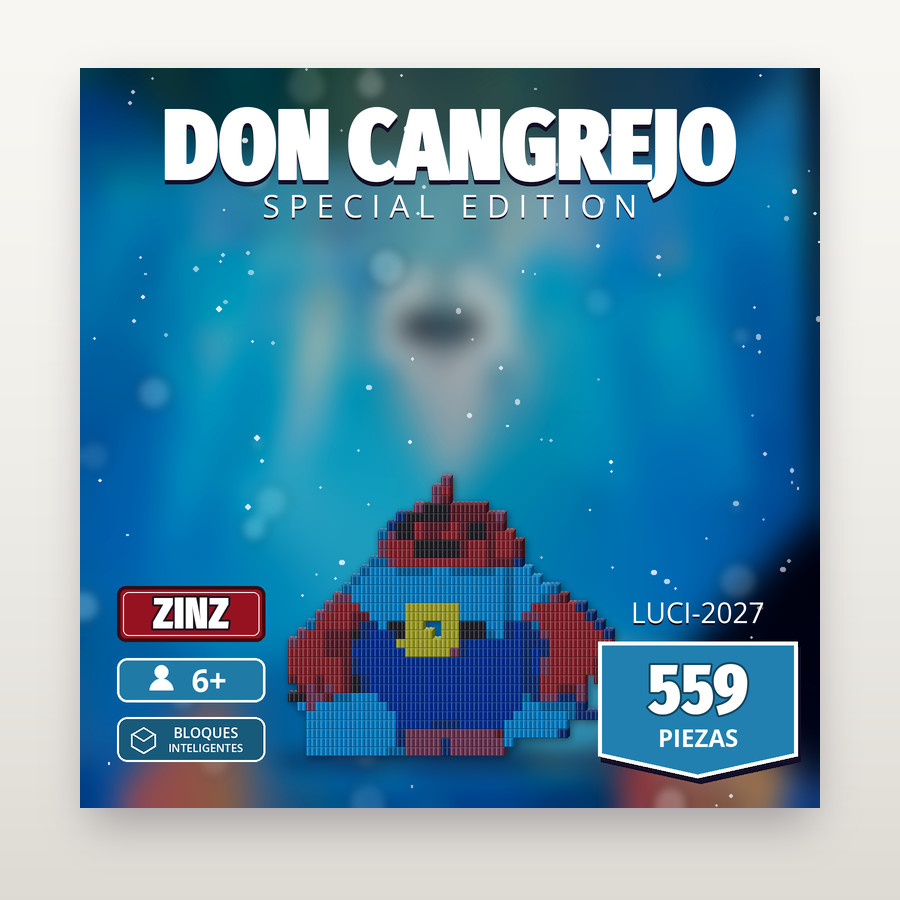 DON CANGREJO
SPECIAL EDITION
ZINZ
6+
BLOQUES
INTELIGENTES
LUCI-2027
559
PIEZAS